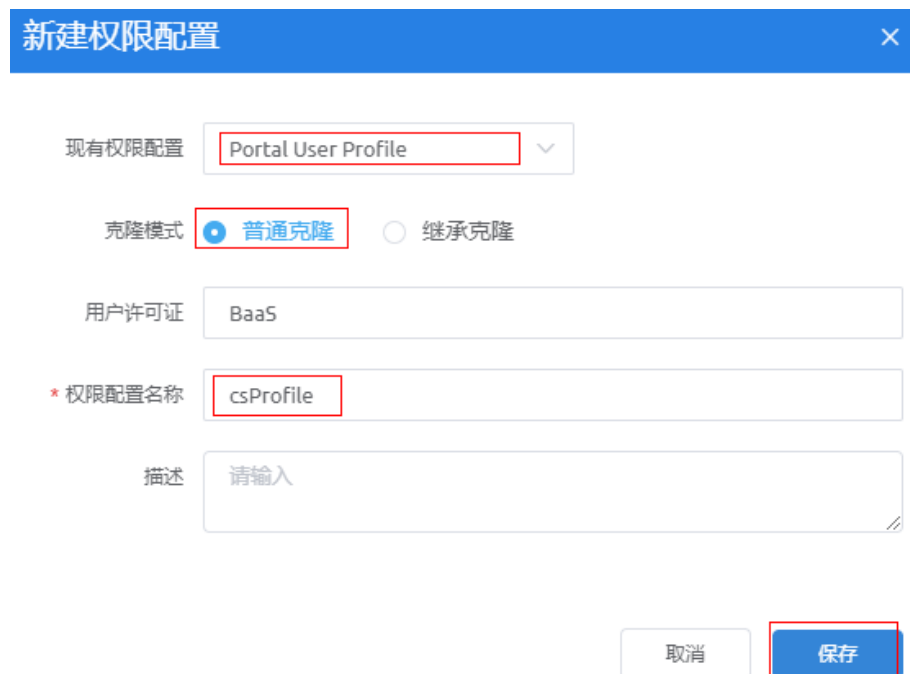 新建权限配置
现有权限配置 Portal User Profile
克隆模式 普通克隆 继承克隆
用户许可证 BaaS
* 权限配置名称 csProfile
描述 请输入
取消 保存